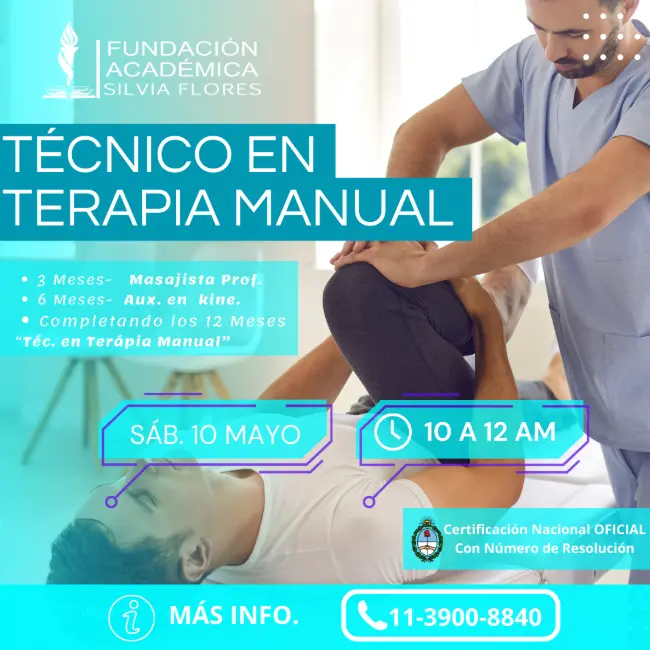 FUNDACIÓN
ACADÉMICA
SILVIA FLORES
TÉCNICO EN
TERAPIA MANUAL
• 3 Meses- Masajista Prof.
• 6 Meses- Aux. en kine.
• Completando los 12 Meses
"Téc. en Terápia Manual”
SÁB. 10 MAYO
10 A 12 AM
Certificación Nacional OFICIAL
Con Número de Resolución
i MÁS INFO.
11-3900-8840